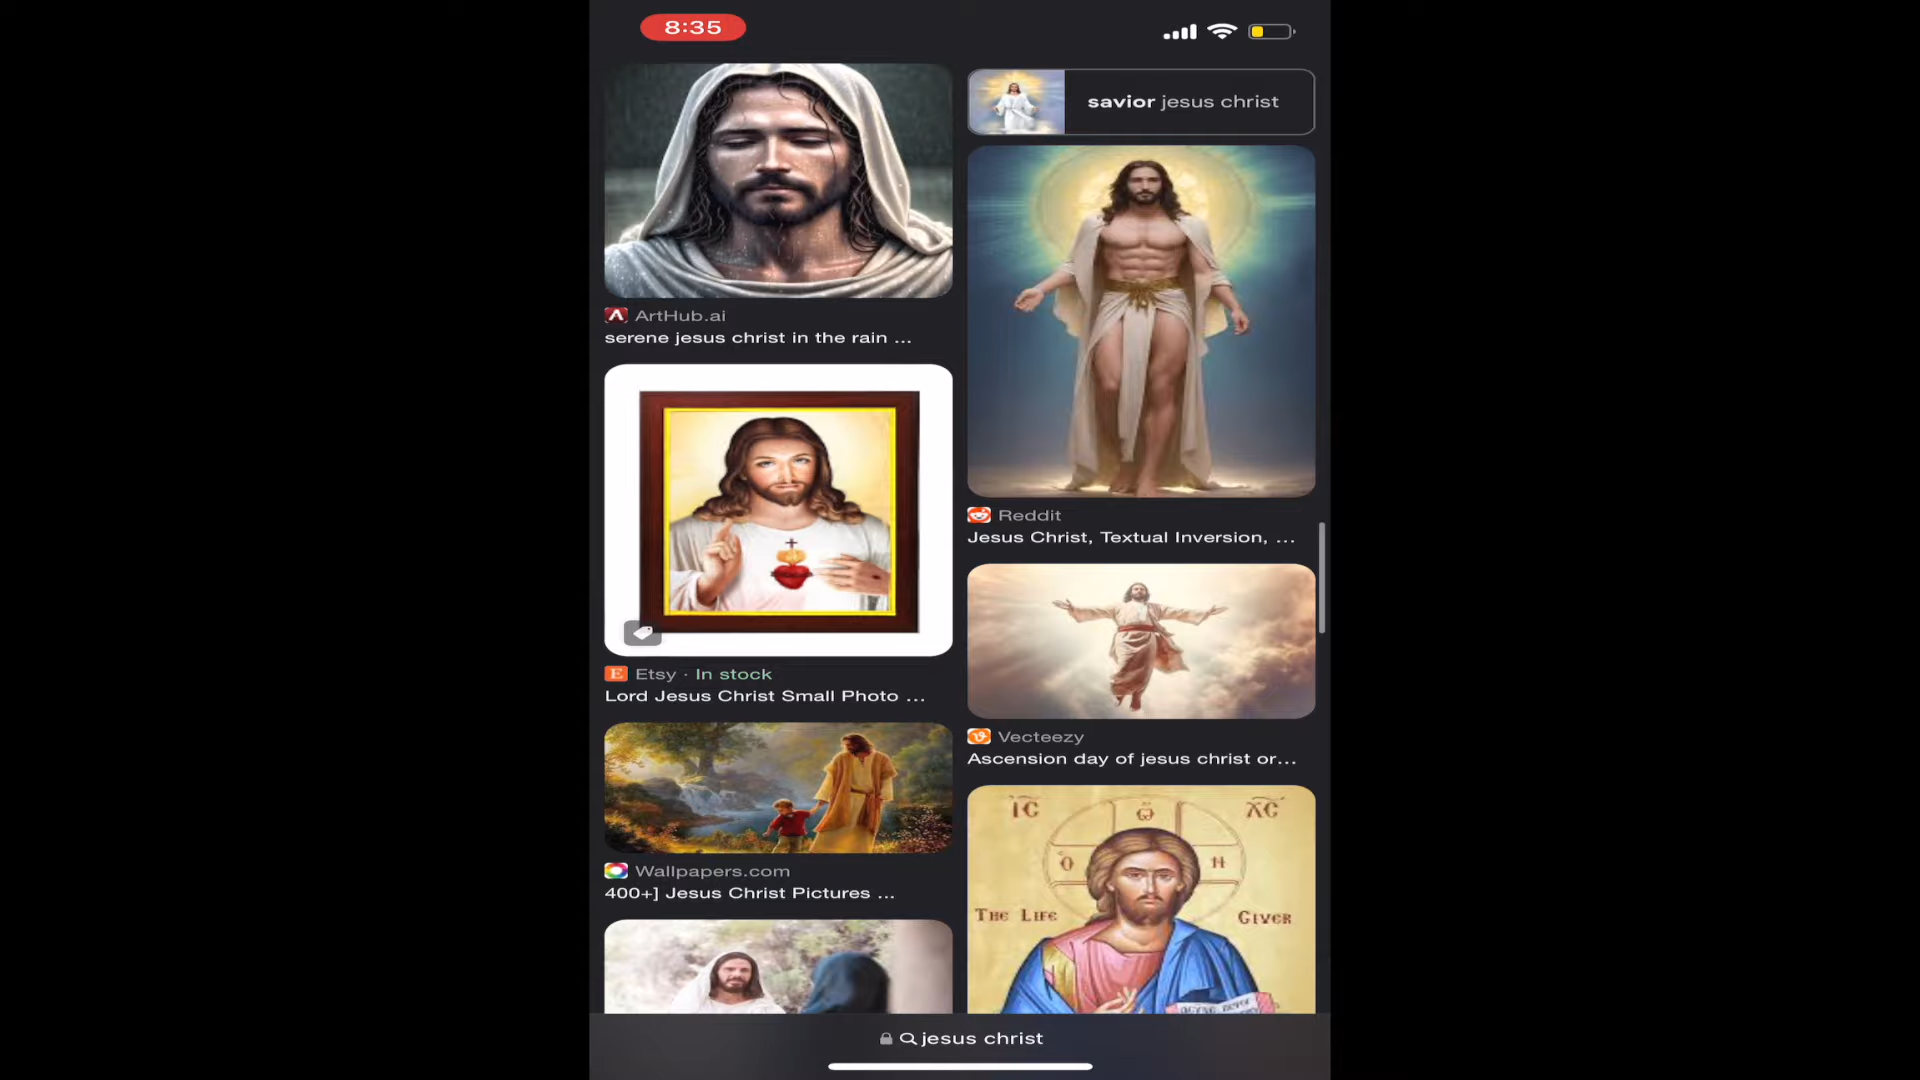 8:35
savior jesus christ
ArtHub.ai
serene jesus christ in the rain ...
Reddit
Jesus Christ, Textual Inversion, ...
E Etsy · In stock
Lord Jesus Christ Small Photo ...
Vecteezy
Ascension day of jesus christ or...
Wallpapers.com
400+] Jesus Christ Pictures ...
IC XC
Ο Ѡ Η
THE LIFE GIVER
jesus christ